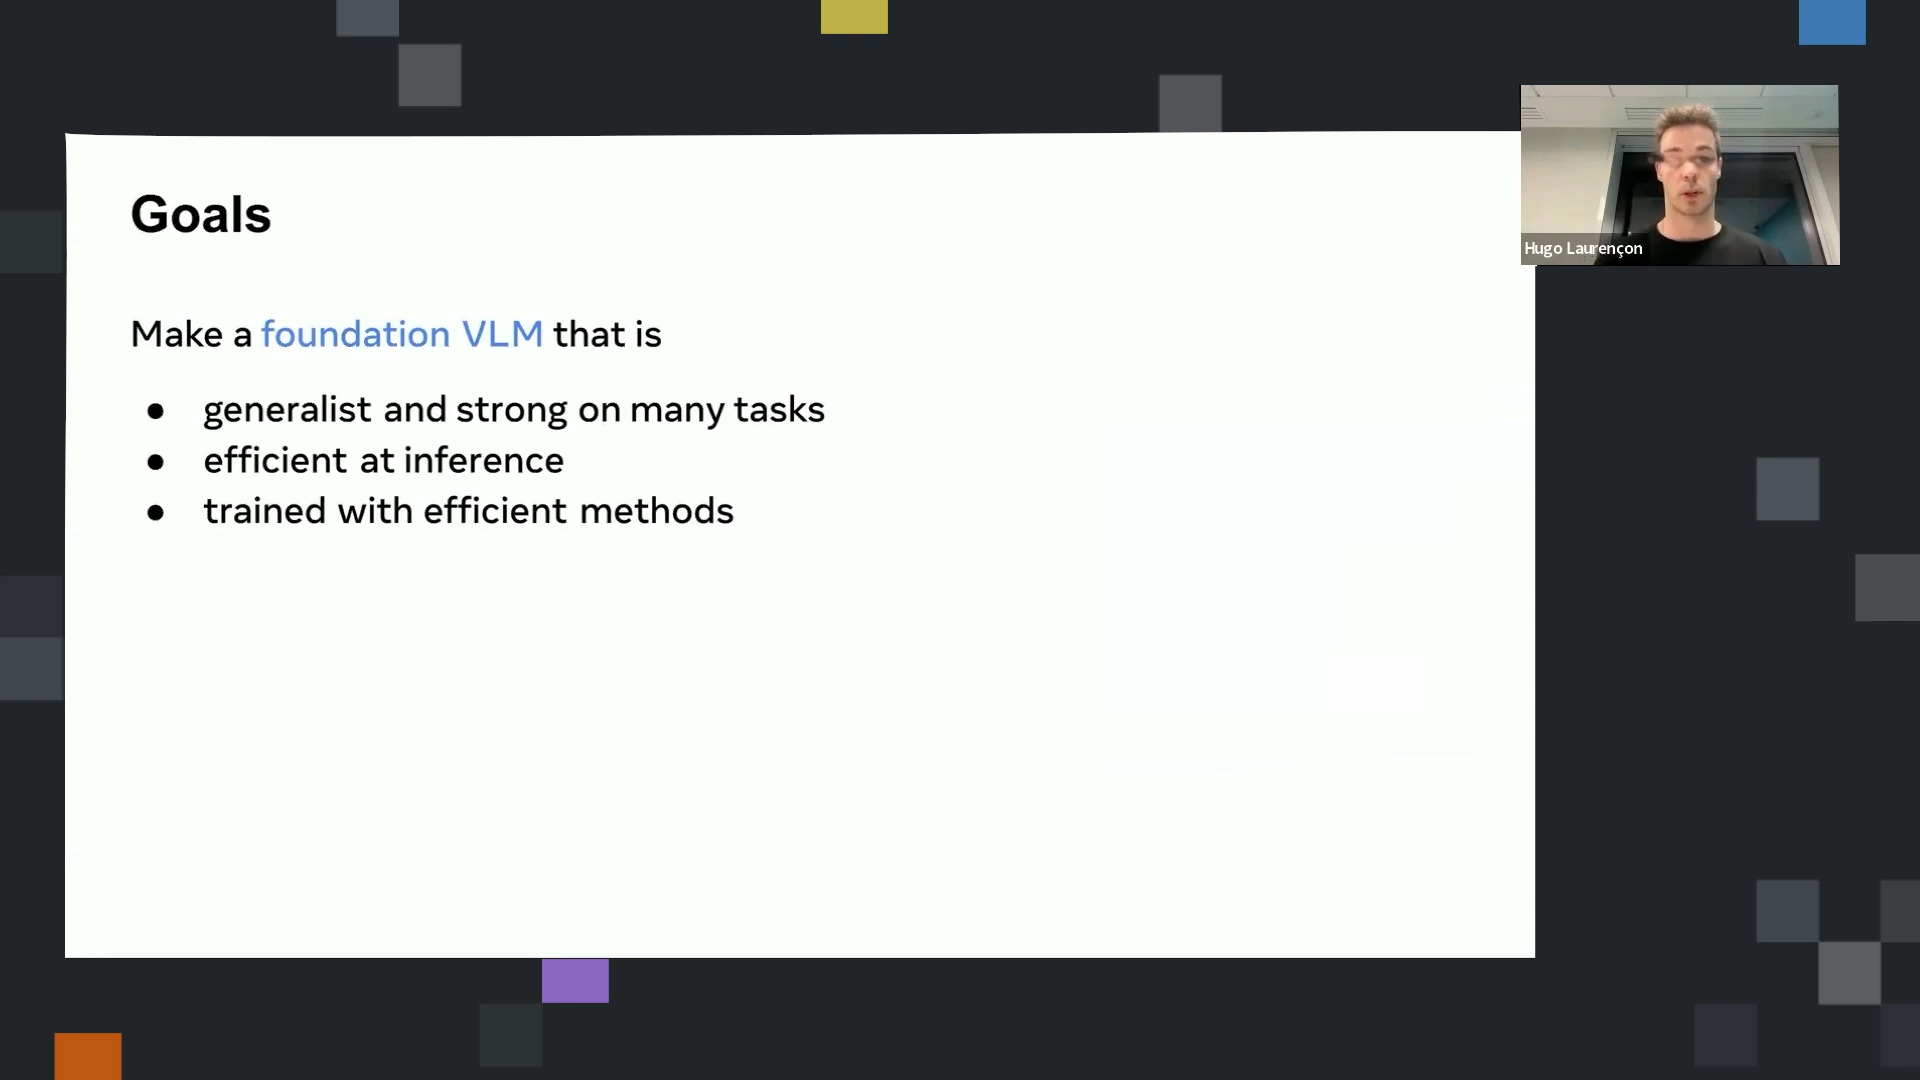 Goals
Make a foundation VLM that is
● generalist and strong on many tasks
● efficient at inference
● trained with efficient methods
Hugo Laurençon